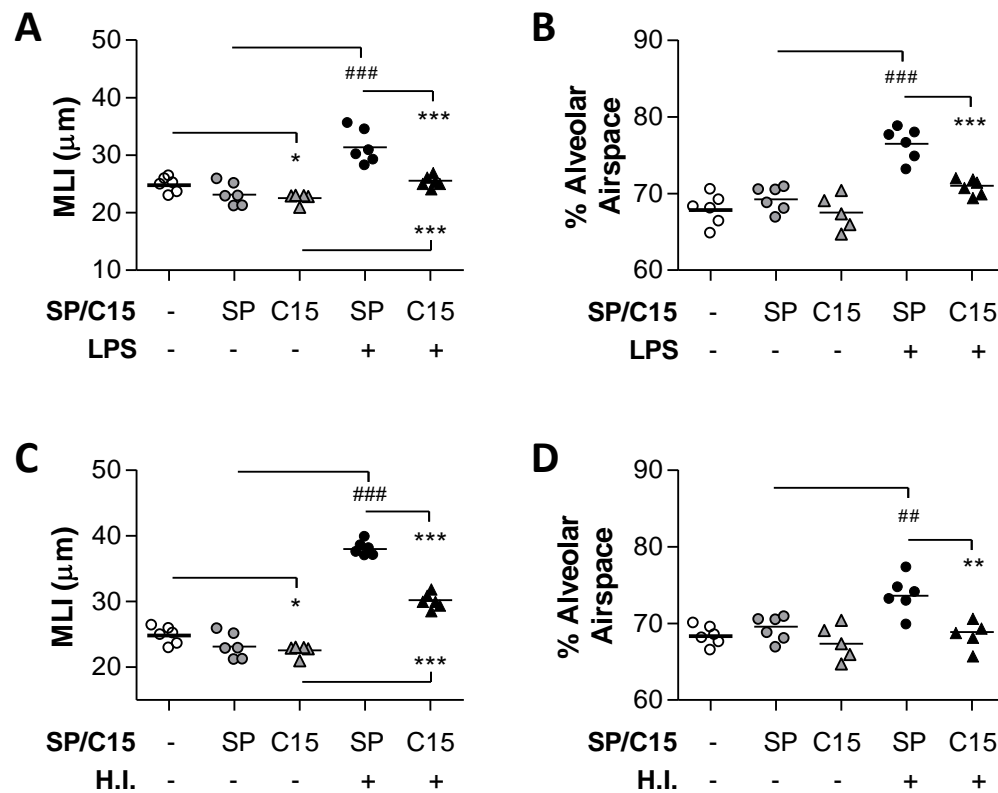 A
MLI (μm)
50
40
30
20
10
###
***
*
***
SP/C15 - SP C15 SP C15
LPS - - - + +
B
% Alveolar
Airspace
90
80
70
60
###
***
SP/C15 - SP C15 SP C15
LPS - - - + +
C
MLI (μm)
50
40
30
20
###
***
*
***
SP/C15 - SP C15 SP C15
H.I. - - - + +
D
% Alveolar
Airspace
90
80
70
60
##
**
SP/C15 - SP C15 SP C15
H.I. - - - + +